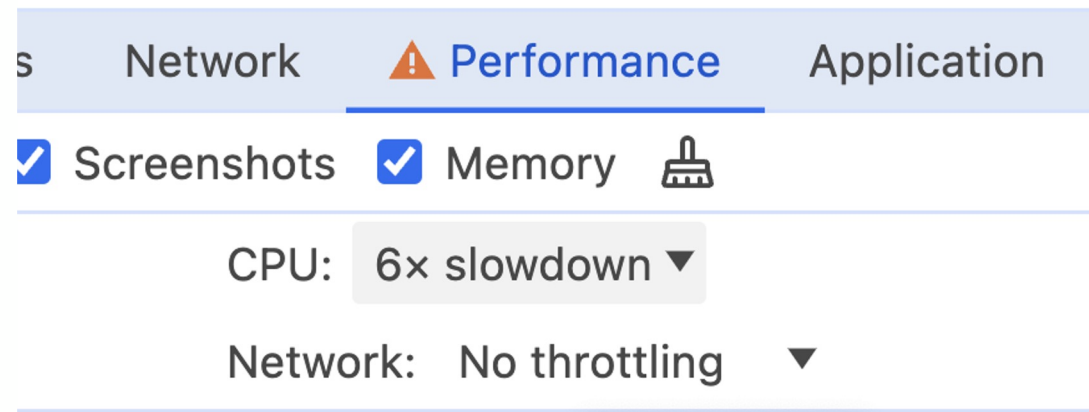 s Network Performance Application
Screenshots Memory
CPU: 6× slowdown
Network: No throttling